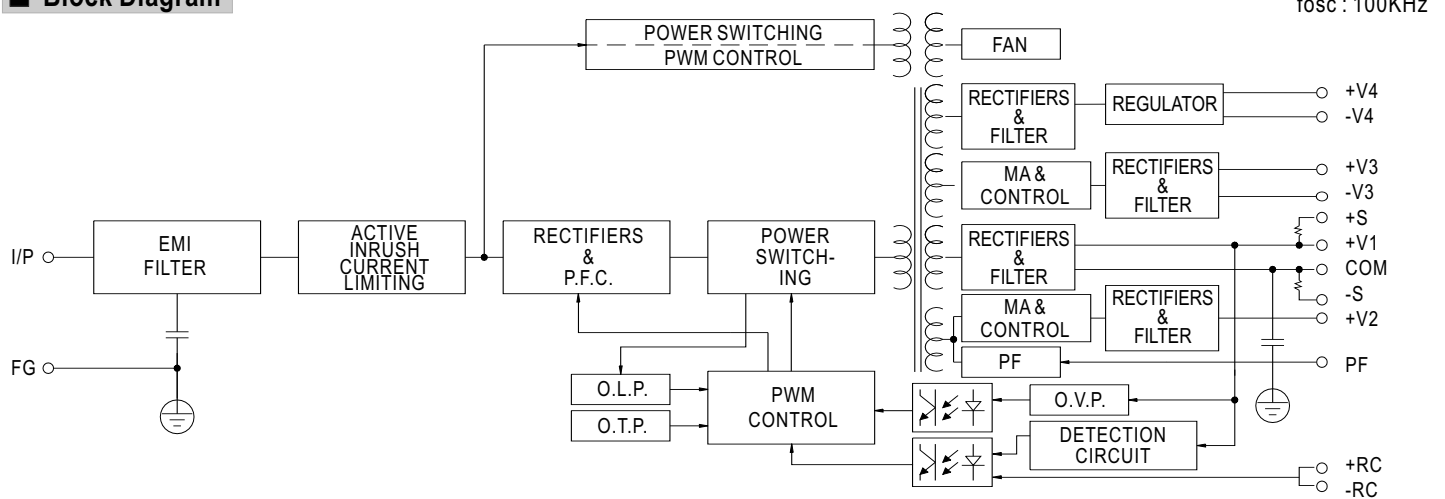 ■ Block Diagram
fosc : 100KHz
POWER SWITCHING
PWM CONTROL
FAN
RECTIFIERS
&
FILTER
REGULATOR
+V4
-V4
MA &
CONTROL
RECTIFIERS
&
FILTER
+V3
-V3
I/P
EMI
FILTER
ACTIVE
INRUSH
CURRENT
LIMITING
RECTIFIERS
&
P.F.C.
POWER
SWITCH-
ING
RECTIFIERS
&
FILTER
+S
+V1
COM
-S
MA &
CONTROL
RECTIFIERS
&
FILTER
+V2
FG
PF
PF
O.L.P.
O.T.P.
PWM
CONTROL
O.V.P.
DETECTION
CIRCUIT
+RC
-RC